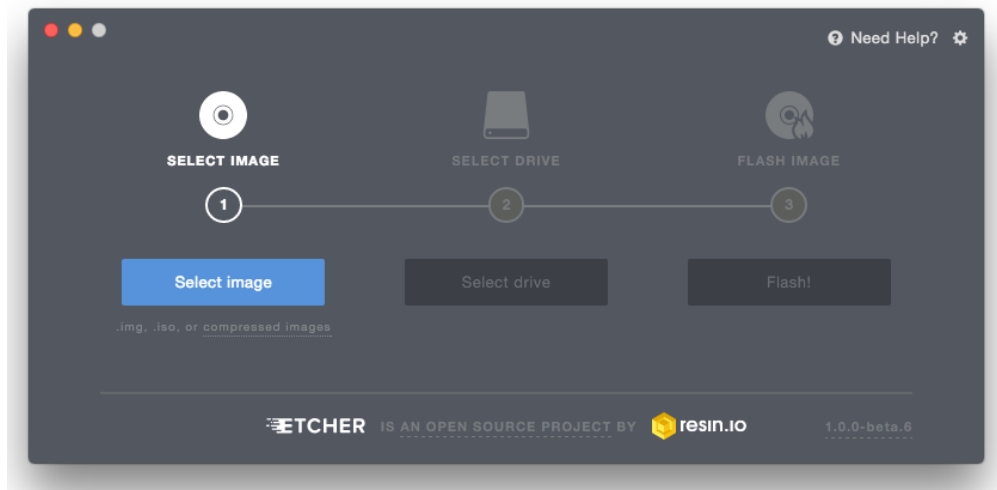 Need Help?
SELECT IMAGE SELECT DRIVE FLASH IMAGE
1 2 3
Select image Select drive Flash!
.img, .iso, or compressed images
ETCHER IS AN OPEN SOURCE PROJECT BY resin.io 1.0.0-beta.6